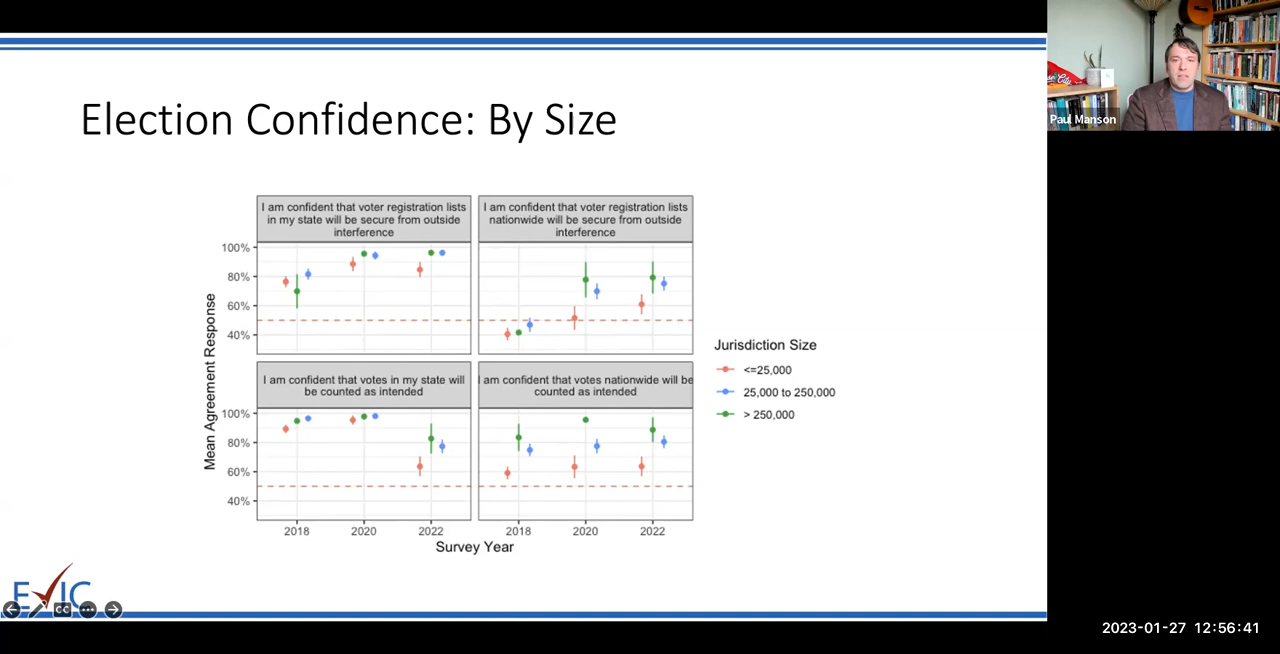 Election Confidence: By Size
I am confident that voter registration lists
in my state will be secure from outside
interference
I am confident that voter registration lists
nationwide will be secure from outside
interference
100%
80%
60%
40%
I am confident that votes in my state will
be counted as intended
I am confident that votes nationwide will be
counted as intended
100%
80%
60%
40%
Mean Agreement Response
2018
2020
2022
2018
2020
2022
Survey Year
Jurisdiction Size
<=25,000
25,000 to 250,000
> 250,000
EVIC
CC
Paul Manson
2023-01-27 12:56:41